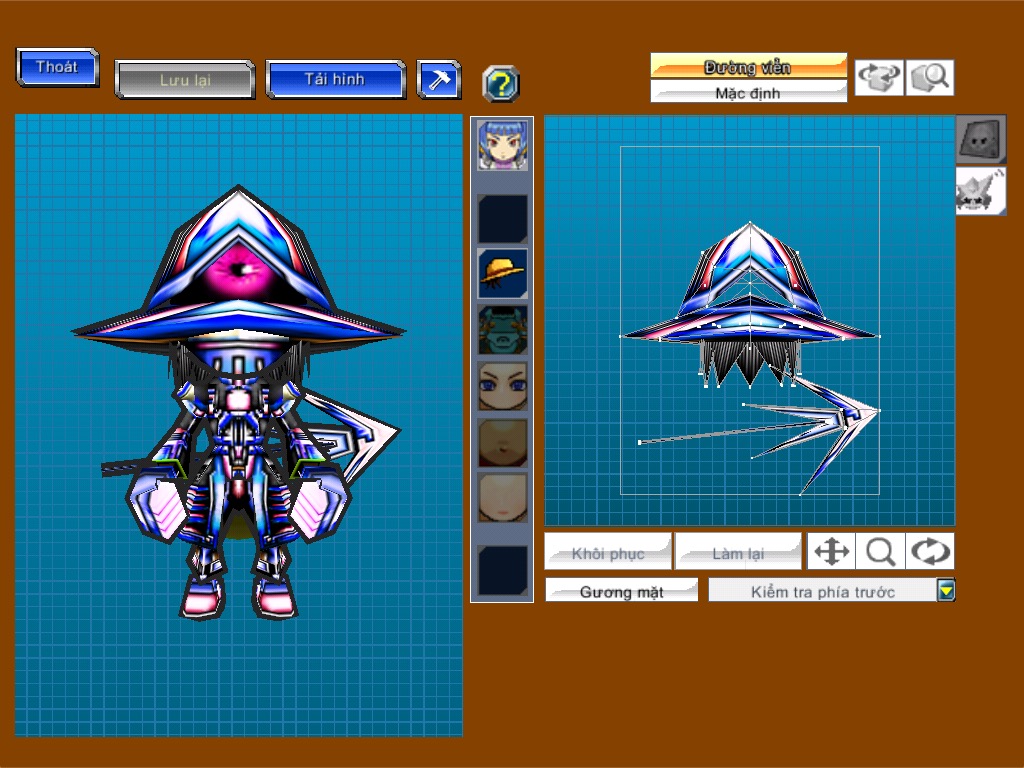 Thoát
Lưu lại
Tải hình
?
Đường viền
Mặc định
Khôi phục
Làm lại
Gương mặt
Kiểm tra phía trước